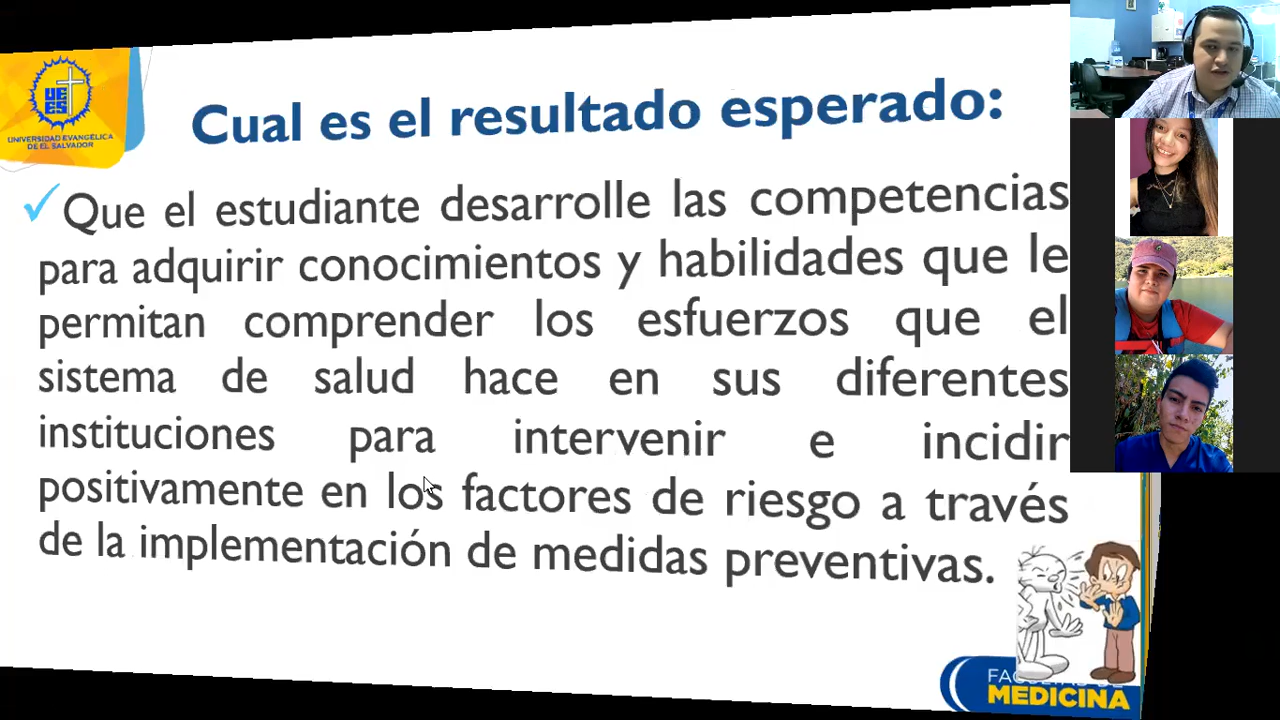 UE
ES
UNIVERSIDAD EVANGÉLICA
DE EL SALVADOR
Cual es el resultado esperado:
Que el estudiante desarrolle las competencias
para adquirir conocimientos y habilidades que le
permitan comprender los esfuerzos que el
sistema de salud hace en sus diferentes
instituciones para intervenir e incidir
positivamente en los factores de riesgo a través
de la implementación de medidas preventivas.
MEDICINA